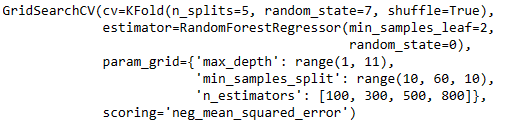 GridSearchCV(cv=KFold(n_splits=5, random_state=7, shuffle=True),
             estimator=RandomForestRegressor(min_samples_leaf=2,
                                             random_state=0),
             param_grid={'max_depth': range(1, 11),
                         'min_samples_split': range(10, 60, 10),
                         'n_estimators': [100, 300, 500, 800]},
             scoring='neg_mean_squared_error')